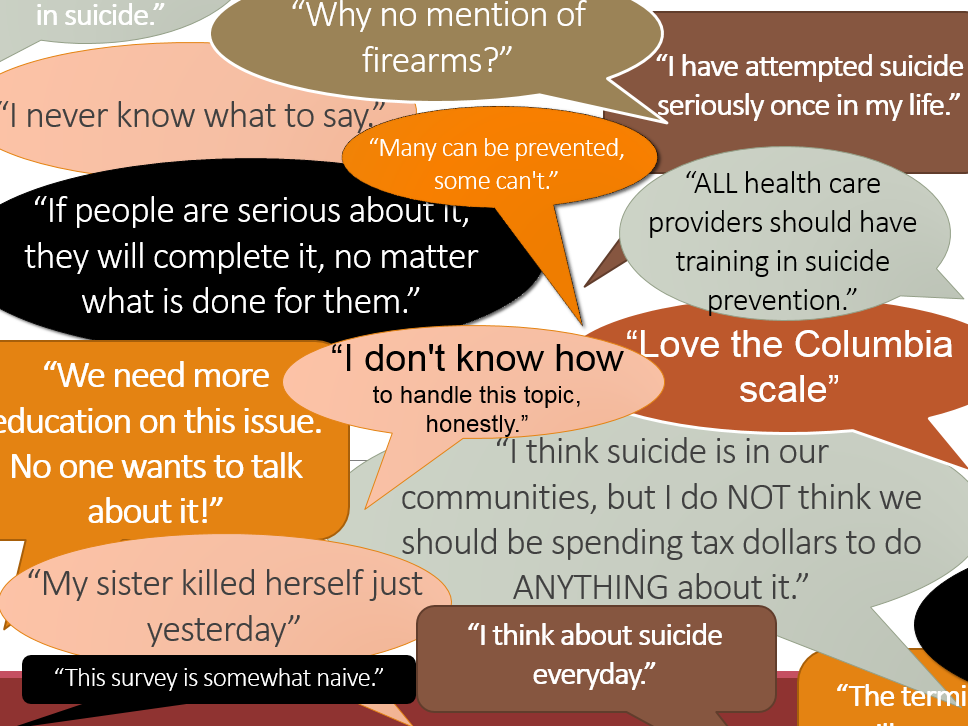 in suicide.”
“Why no mention of
firearms?”
“I have attempted suicide
seriously once in my life.”
“I never know what to say.”
“Many can be prevented,
some can't.”
“ALL health care
providers should have
training in suicide
prevention.”
“If people are serious about it,
they will complete it, no matter
what is done for them.”
“Love the Columbia
scale”
“I don't know how
to handle this topic,
honestly.”
“We need more
education on this issue.
No one wants to talk
about it!”
“I think suicide is in our
communities, but I do NOT think we
should be spending tax dollars to do
ANYTHING about it.”
“My sister killed herself just
yesterday”
“I think about suicide
everyday.”
“This survey is somewhat naive.”
“The termi